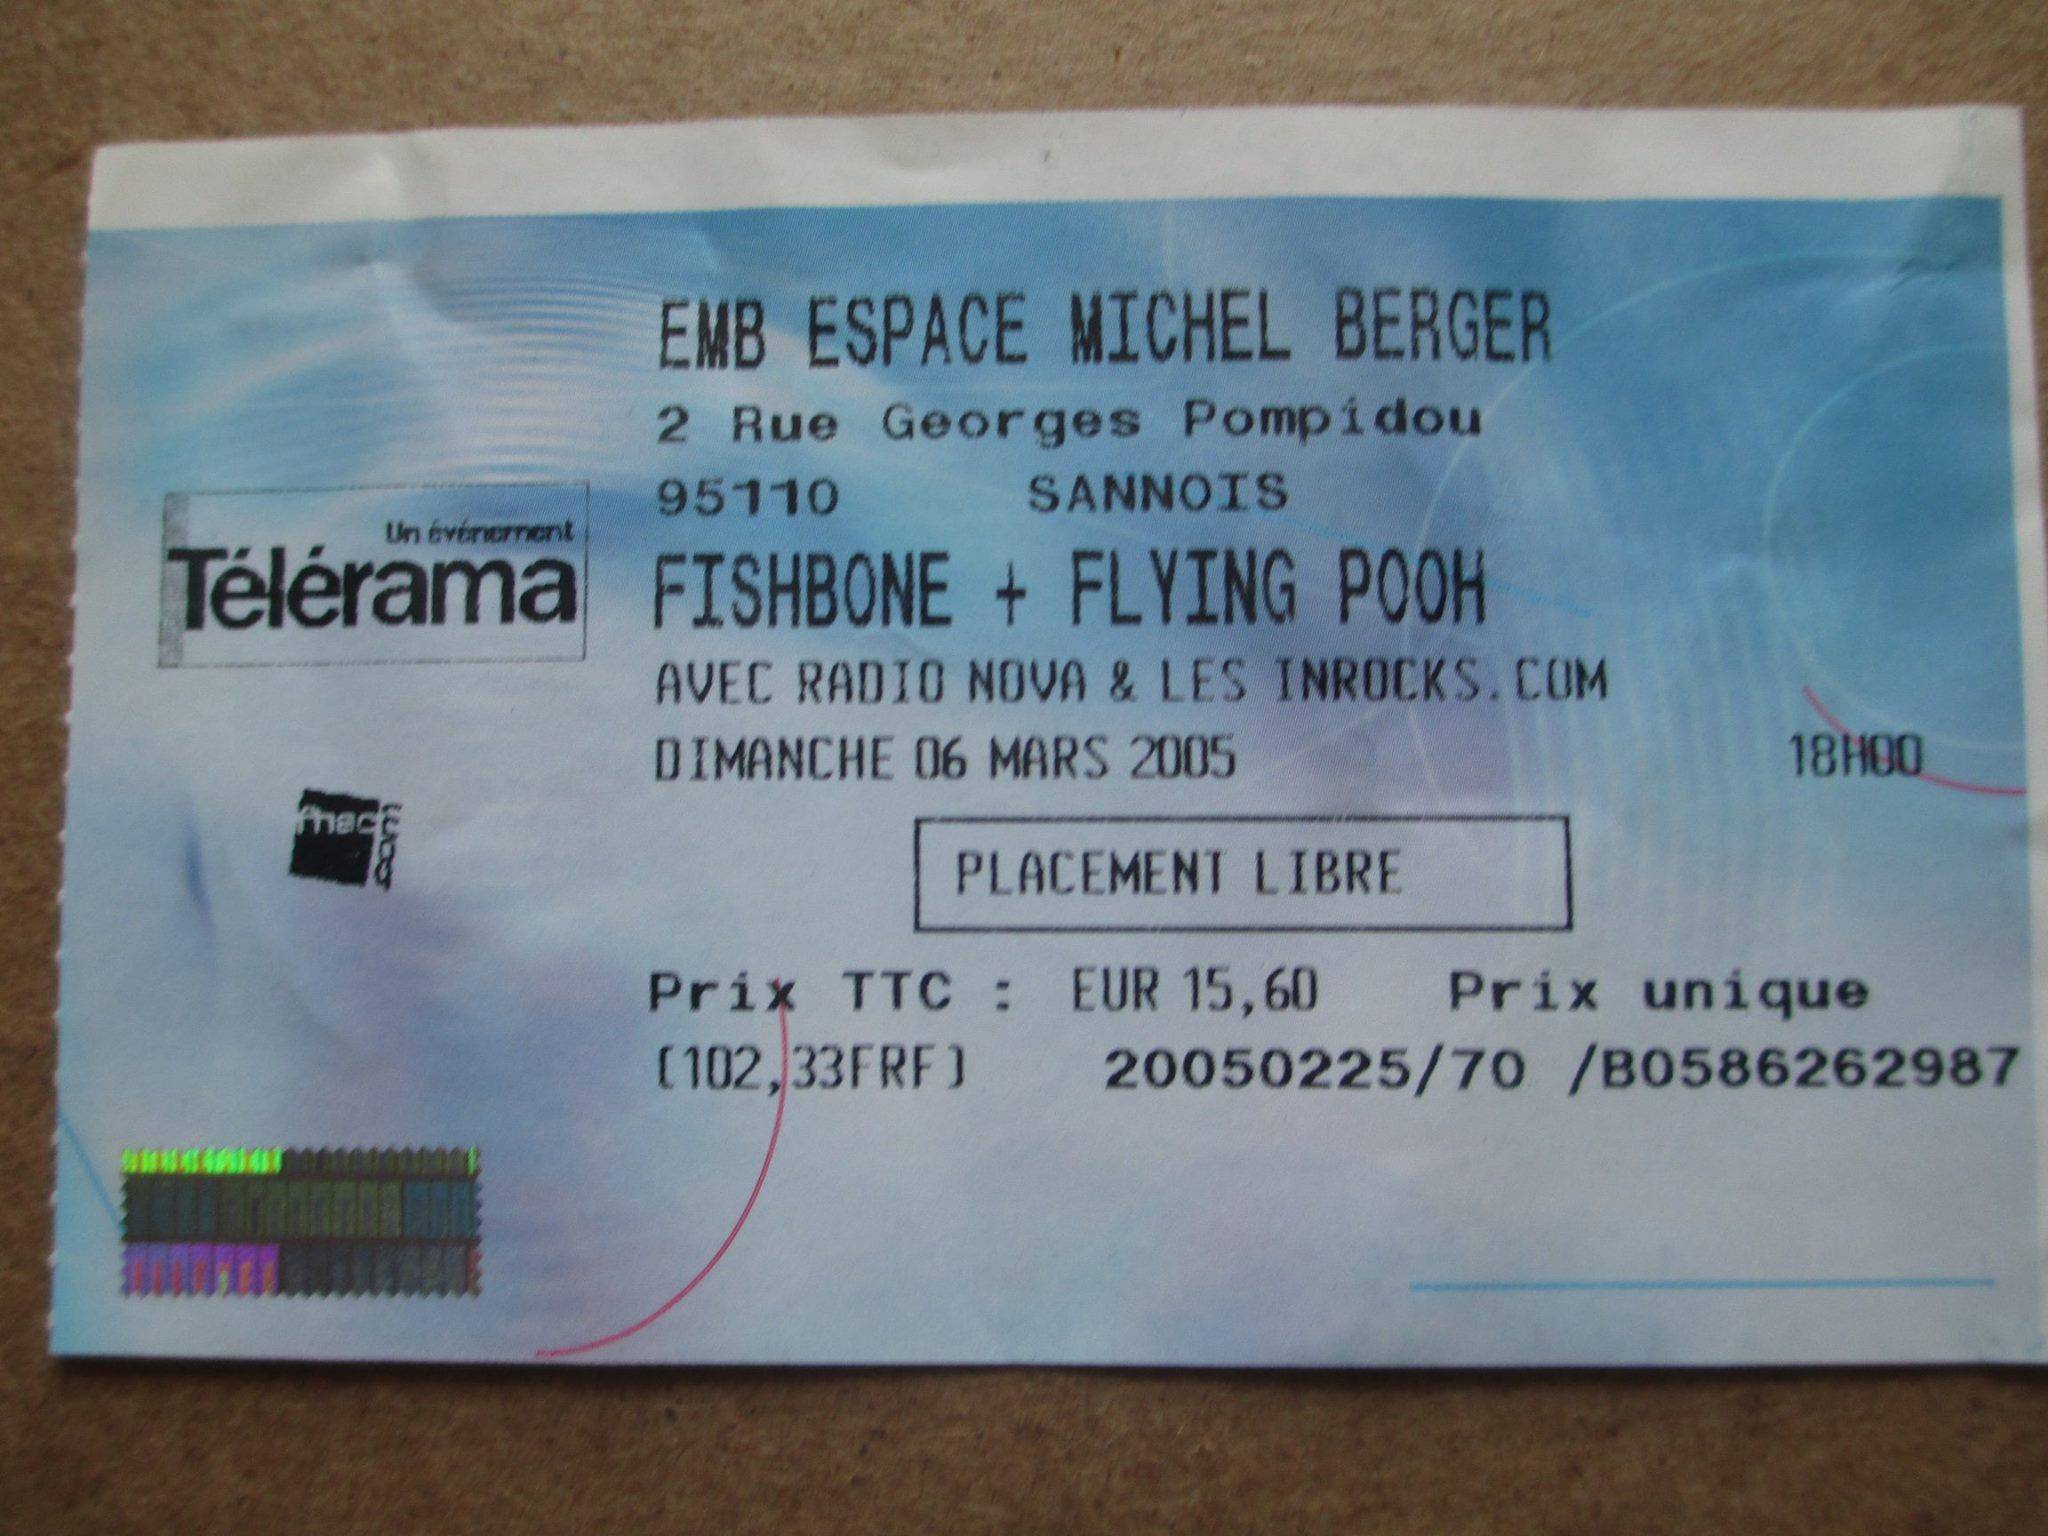 EMB ESPACE MICHEL BERGER
2 Rue Georges Pompidou
95110 SANNOIS
Un événement
Télérama
FISHBONE + FLYING POOH
AVEC RADIO NOVA & LES INROCKS.COM
DIMANCHE 06 MARS 2005 18H00
fnac.com
PLACEMENT LIBRE
Prix TTC : EUR 15,60 Prix unique
(102,33FRF) 20050225/70 /B0586262987